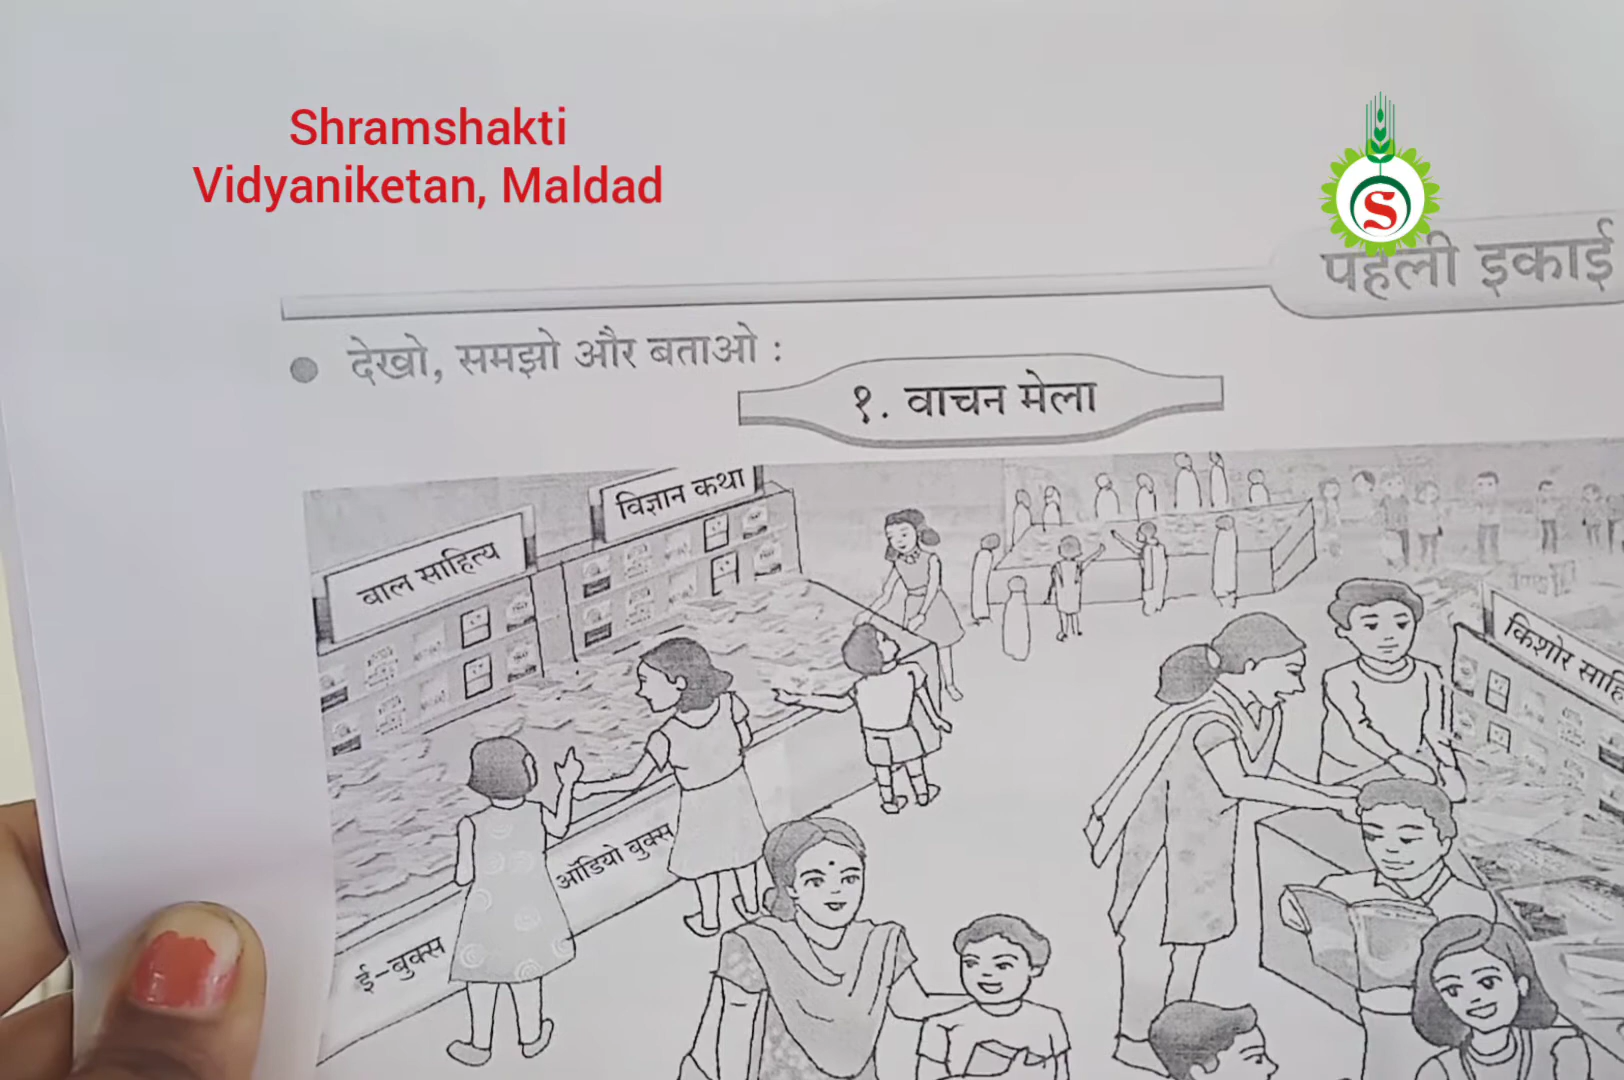 Shramshakti
Vidyaniketan, Maldad
S
पहली इकाई
देखो, समझो और बताओ :
१. वाचन मेला
विज्ञान कथा
बाल साहित्य
किशोर
ऑडियो बुक्स
ई-बुक्स